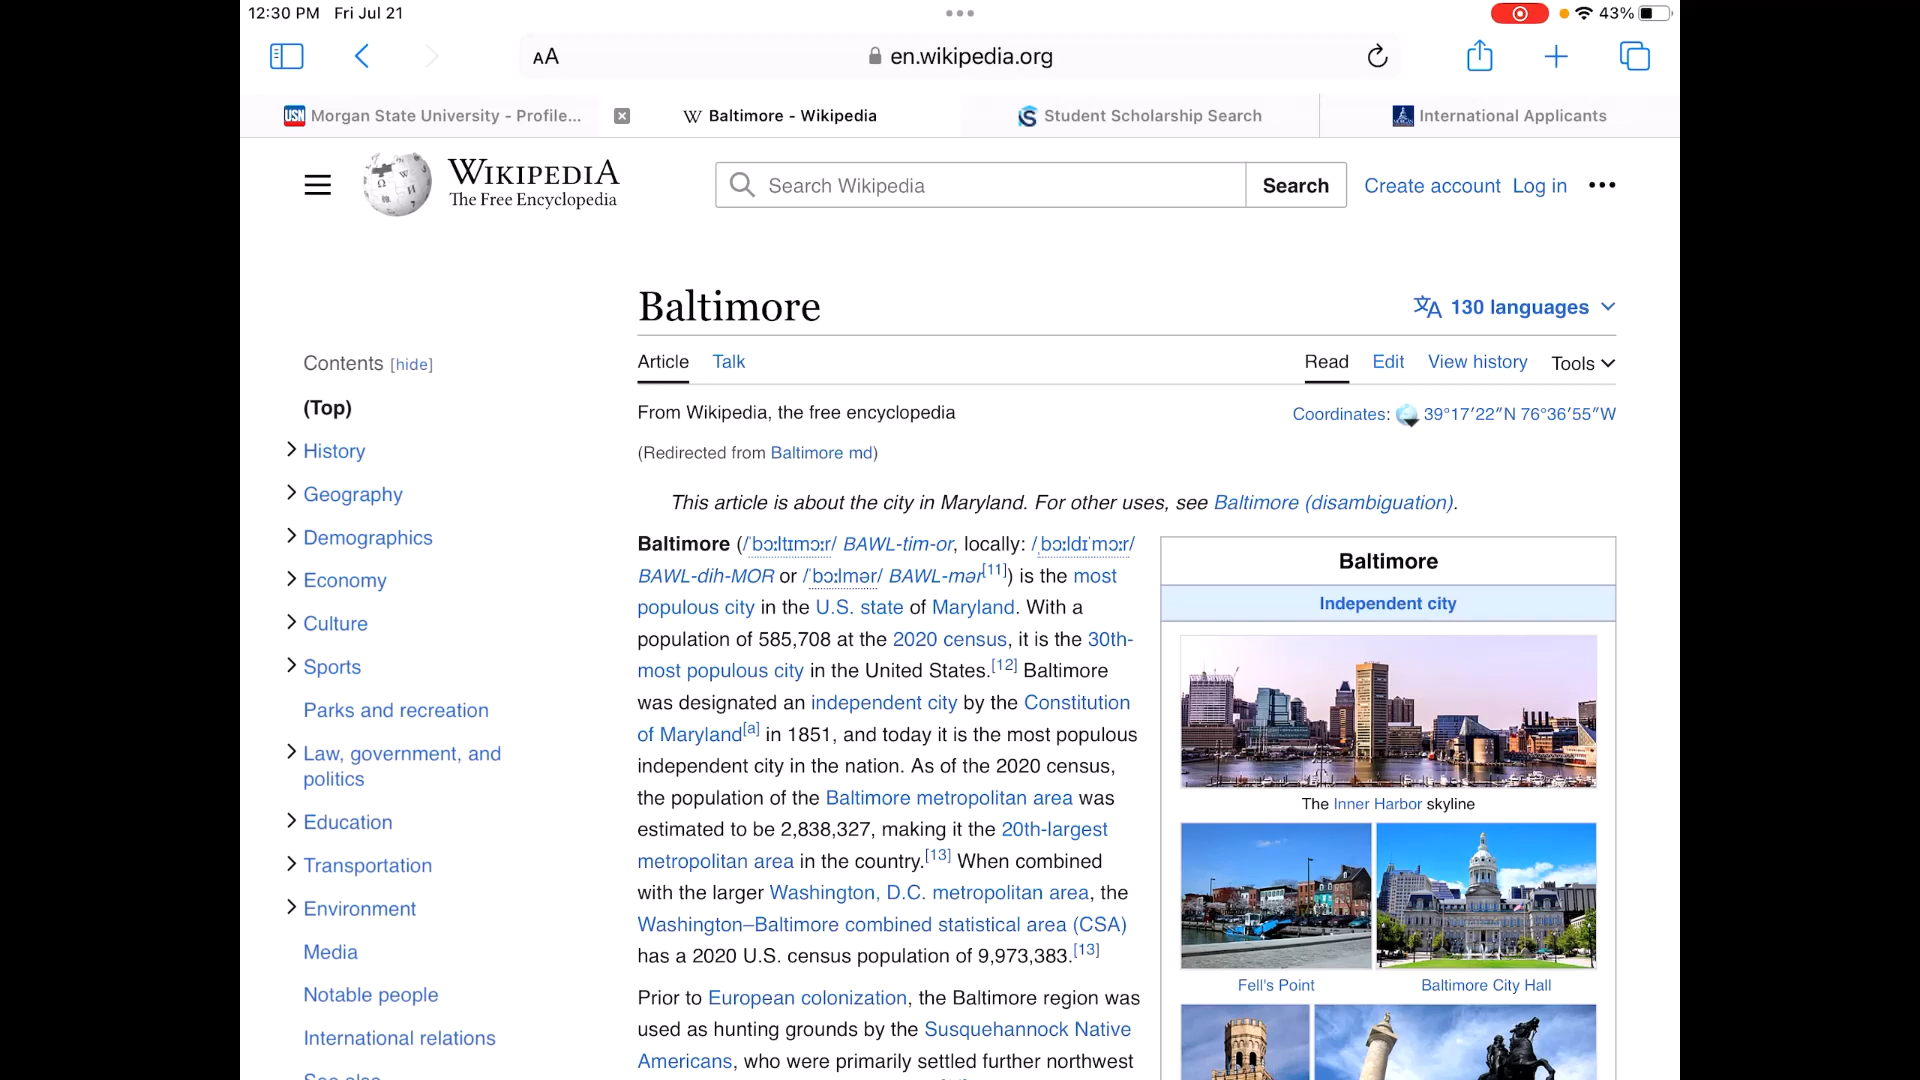 12:30 PM Fri Jul 21
43%
AA
en.wikipedia.org
USN Morgan State University - Profile...
W Baltimore - Wikipedia
Student Scholarship Search
International Applicants
WIKIPEDIA
The Free Encyclopedia
Search Wikipedia
Search
Create account Log in
Baltimore
130 languages
Contents [hide]
(Top)
History
Geography
Demographics
Economy
Culture
Sports
Parks and recreation
Law, government, and
politics
Education
Transportation
Environment
Media
Notable people
International relations
See also
Article Talk
Read Edit View history Tools
From Wikipedia, the free encyclopedia
Coordinates: 39°17′22″N 76°36′55″W
(Redirected from Baltimore md)
This article is about the city in Maryland. For other uses, see Baltimore (disambiguation).
Baltimore (/ˈbɔːltɪmɔːr/ BAWL-tim-or, locally: /ˌbɔːldɪˈmɔːr/
BAWL-dih-MOR or /ˈbɔːlmər/ BAWL-mər[11]) is the most
populous city in the U.S. state of Maryland. With a
population of 585,708 at the 2020 census, it is the 30th-
most populous city in the United States.[12] Baltimore
was designated an independent city by the Constitution
of Maryland[a] in 1851, and today it is the most populous
independent city in the nation. As of the 2020 census,
the population of the Baltimore metropolitan area was
estimated to be 2,838,327, making it the 20th-largest
metropolitan area in the country.[13] When combined
with the larger Washington, D.C. metropolitan area, the
Washington–Baltimore combined statistical area (CSA)
has a 2020 U.S. census population of 9,973,383.[13]
Prior to European colonization, the Baltimore region was
used as hunting grounds by the Susquehannock Native
Americans, who were primarily settled further northwest
Baltimore
Independent city
The Inner Harbor skyline
Fell's Point
Baltimore City Hall